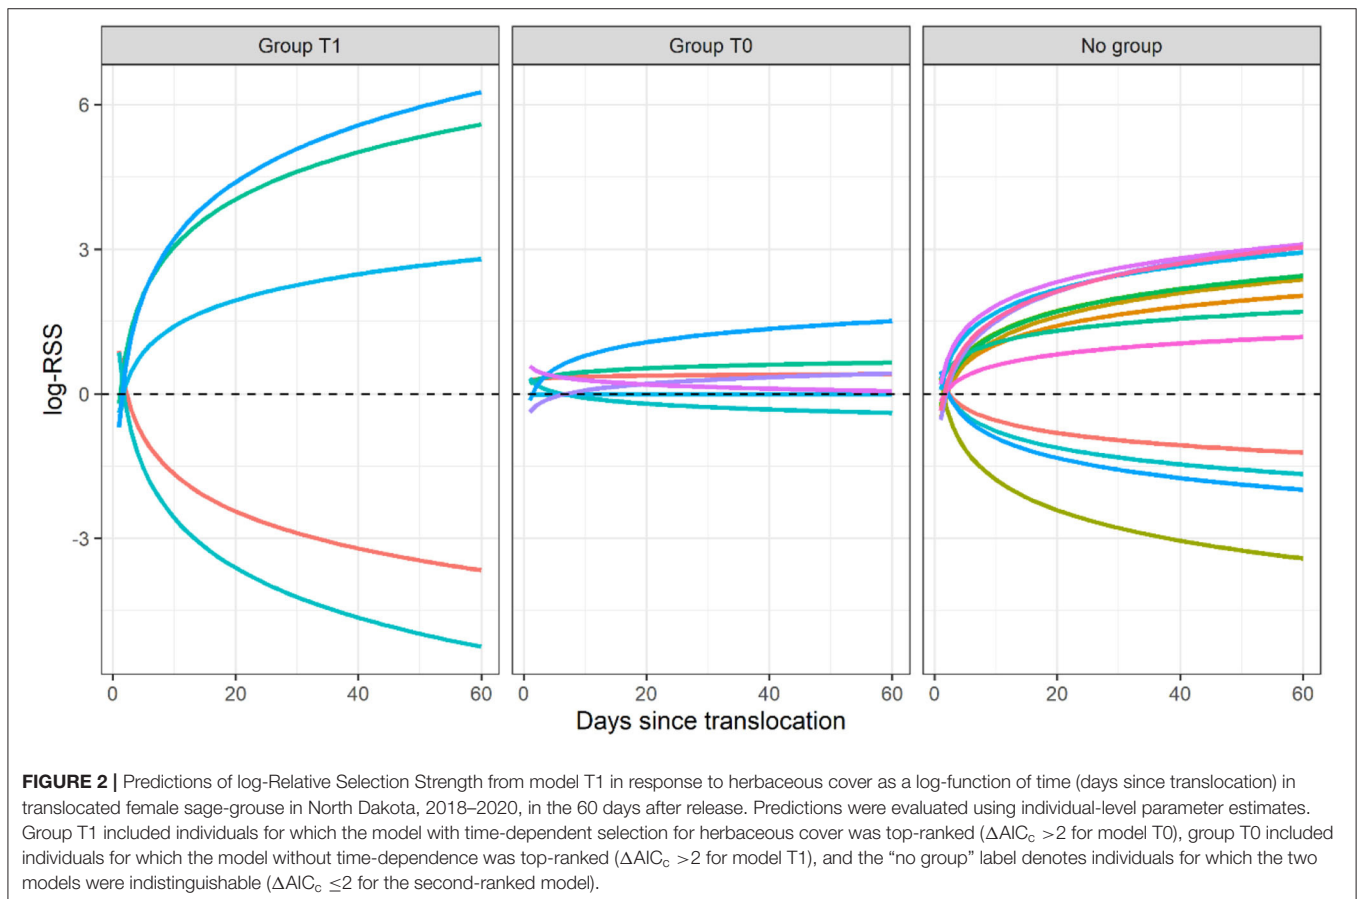 Group T1
Group T0
No group
6
3
0
-3
log-RSS
0 20 40 60
0 20 40 60
0 20 40 60
Days since translocation
FIGURE 2 | Predictions of log-Relative Selection Strength from model T1 in response to herbaceous cover as a log-function of time (days since translocation) in
translocated female sage-grouse in North Dakota, 2018–2020, in the 60 days after release. Predictions were evaluated using individual-level parameter estimates.
Group T1 included individuals for which the model with time-dependent selection for herbaceous cover was top-ranked (ΔAICc >2 for model T0), group T0 included
individuals for which the model without time-dependence was top-ranked (ΔAICc >2 for model T1), and the “no group” label denotes individuals for which the two
models were indistinguishable (ΔAICc ≤2 for the second-ranked model).